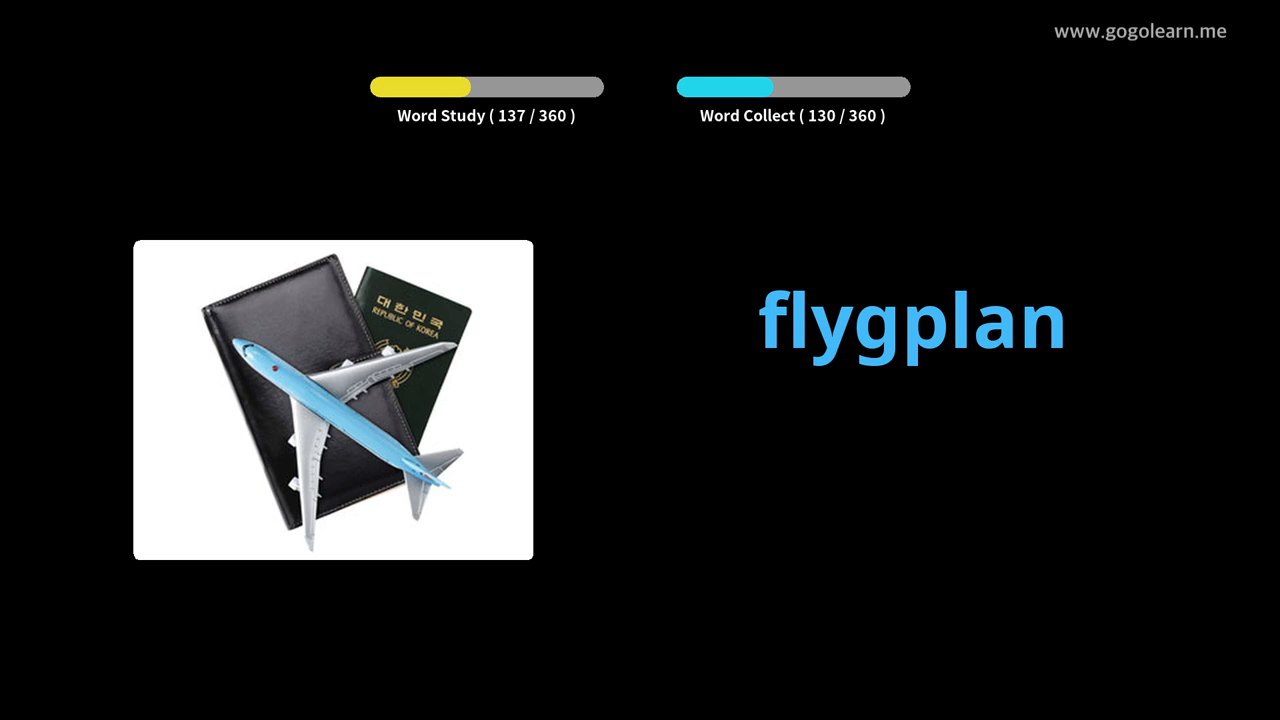 www.gogolearn.me
Word Study ( 137 / 360 )
Word Collect ( 130 / 360 )
대한민국
REPUBLIC OF KOREA
flygplan